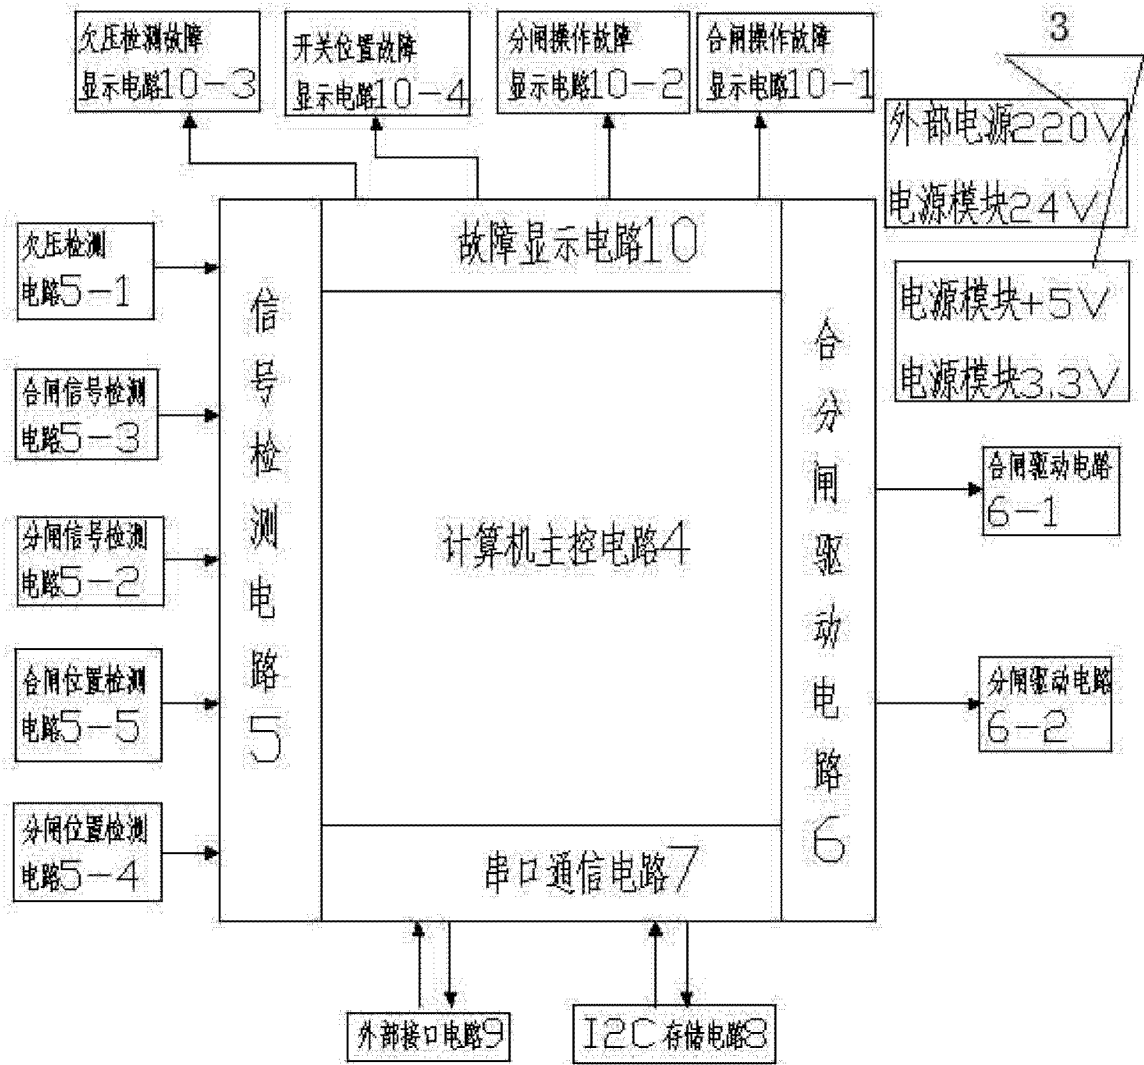 欠压检测故障
显示电路10-3
开关位置故障
显示电路10-4
分闸操作故障
显示电路10-2
合闸操作故障
显示电路10-1
3
外部电源220V
电源模块24V
电源模块+5V
电源模块3.3V
欠压检测
电路5-1
合闸信号检测
电路5-3
分闸信号检测
电路5-2
合闸位置检测
电路5-5
分闸位置检测
电路5-4
信号检测电路5
故障显示电路10
计算机主控电路4
串口通信电路7
合分闸驱动电路6
合闸驱动电路
6-1
分闸驱动电路
6-2
外部接口电路9
I2C存储电路8